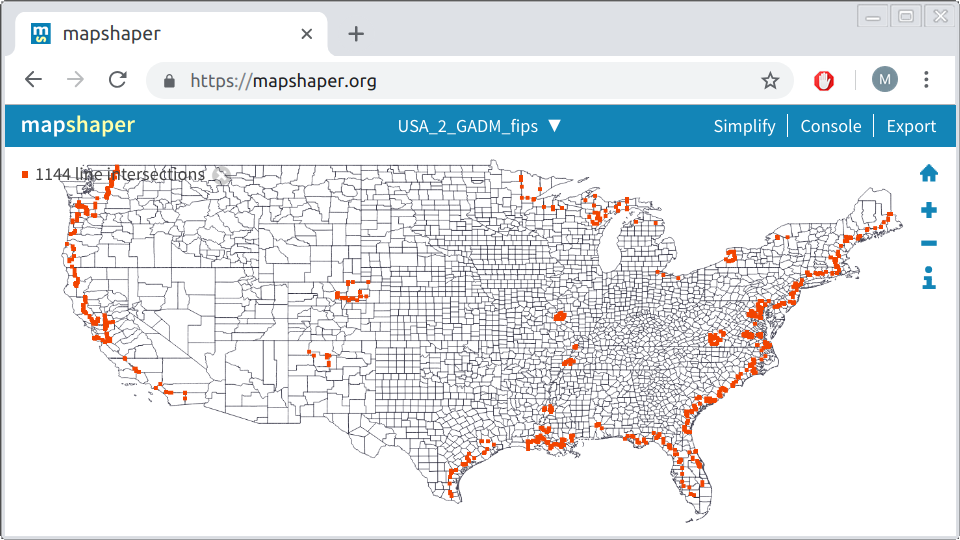 mapshaper
https://mapshaper.org
M
mapshaper
USA_2_GADM_fips ▼
Simplify
Console
Export
1144 line intersections